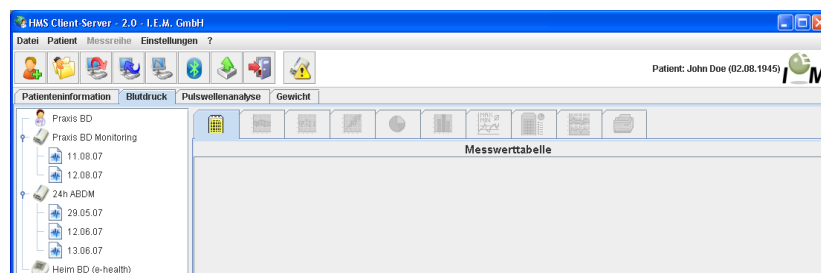 HMS Client-Server - 2.0 - I.E.M. GmbH
Datei Patient Messreihe Einstellungen ?
Patient: John Doe (02.08.1945)
Patienteninformation Blutdruck Pulswellenanalyse Gewicht
Praxis BD
Praxis BD Monitoring
11.08.07
12.08.07
24h ABDM
29.05.07
12.06.07
13.06.07
Heim BD (e-health)
Messwerttabelle